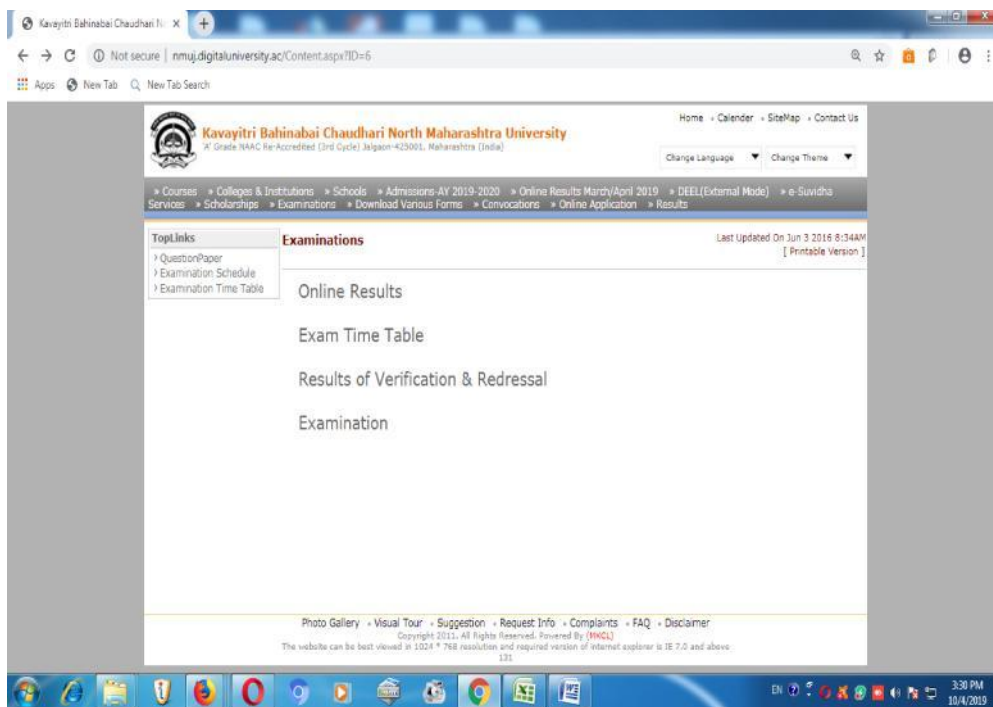 Kavayitri Bahinabai Chaudhari N
Not secure | nmuj.digitaluniversity.ac/Content.aspx?ID=6
Apps New Tab New Tab Search
Home Calender SiteMap Contact Us
Kavayitri Bahinabai Chaudhari North Maharashtra University
'A' Grade NAAC Re-Accredited (3rd Cycle) Jalgaon-425001, Maharashtra (India)
Change Language Change Theme
» Courses » Colleges & Institutions » Schools » Admissions-AY 2019-2020 » Online Results March/April 2019 » DEEL(External Mode) » e-Suvidha
Services » Scholarships » Examinations » Download Various Forms » Convocations » Online Application » Results
TopLinks
QuestionPaper
Examination Schedule
Examination Time Table
Examinations
Last Updated On Jun 3 2016 8:34AM
[ Printable Version ]
Online Results
Exam Time Table
Results of Verification & Redressal
Examination
Photo Gallery Visual Tour Suggestion Request Info Complaints FAQ Disclaimer
Copyright 2011. All Rights Reserved. Powered By (MKCL)
The website can be best viewed in 1024 * 768 resolution and required version of internet explorer is IE 7.0 and above
131
EN
3:30 PM
10/4/2019